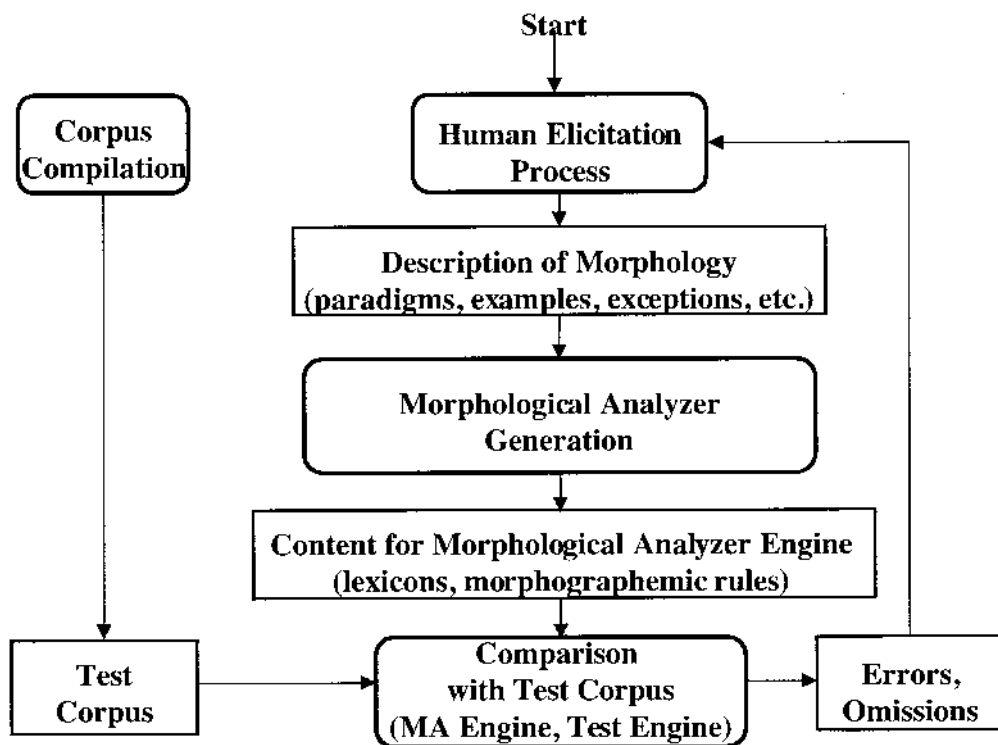 Start
Corpus
Compilation
Human Elicitation
Process
Description of Morphology
(paradigms, examples, exceptions, etc.)
Morphological Analyzer
Generation
Content for Morphological Analyzer Engine
(lexicons, morphographemic rules)
Test
Corpus
Comparison
with Test Corpus
(MA Engine, Test Engine)
Errors,
Omissions